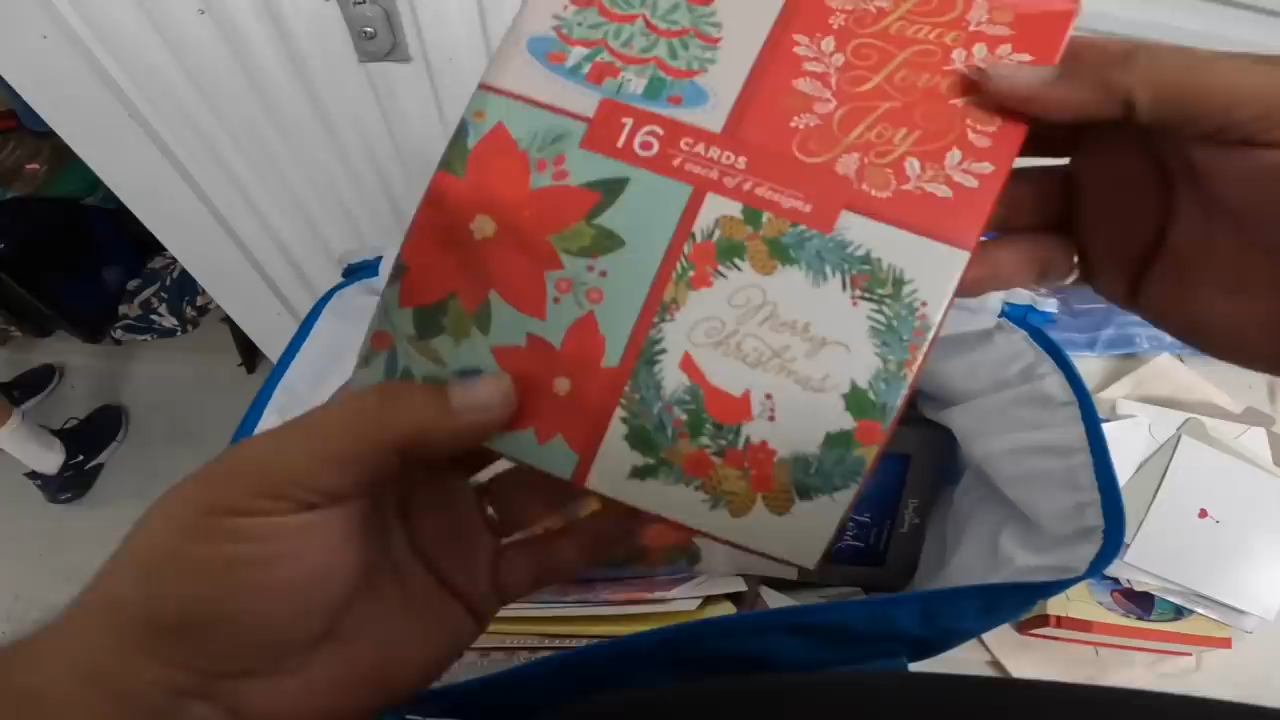 Peace
Love
Joy
16 CARDS
4 each of 4 designs
Merry
Christmas